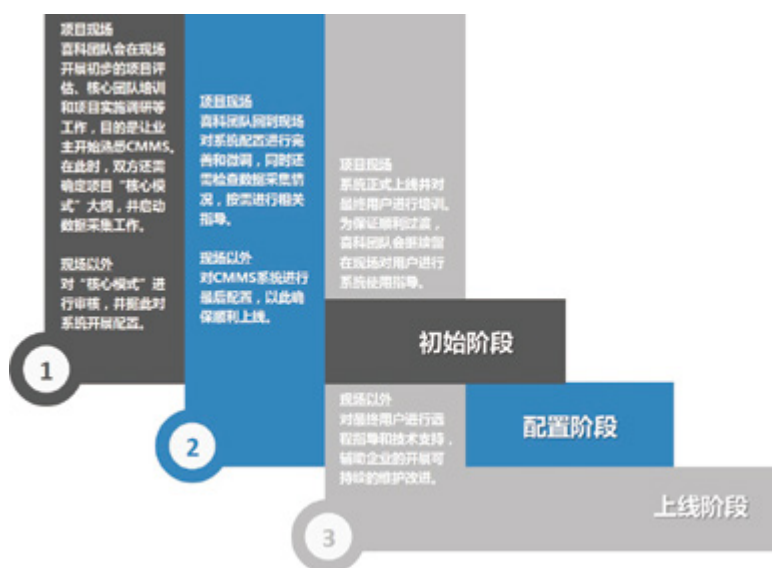 项目现场
喜科团队会在现场
开展初步的项目评
估、核心团队培训
和项目实施调研等
工作，目的是让业
主开始熟悉CMMS。
在此时，双方还需
确定项目“核心模
式”大纲，并启动
数据采集工作。
现场以外
对“核心模式”进
行审核，并据此对
系统开展配置。
1
项目现场
喜科团队回到现场
对系统配置进行完
善和微调，同时还
需检查数据采集情
况，按需进行相关
指导。
现场以外
对CMMS系统进行
最后配置，以此确
保顺利上线。
2
项目现场
系统正式上线并对
最终用户进行培训。
为保证顺利过渡，
喜科团队会继续留
在现场对用户进行
系统使用指导。
初始阶段
现场以外
对最终用户进行远
程指导和技术支持，
辅助企业的开展可
持续的维护改进。
配置阶段
上线阶段
3